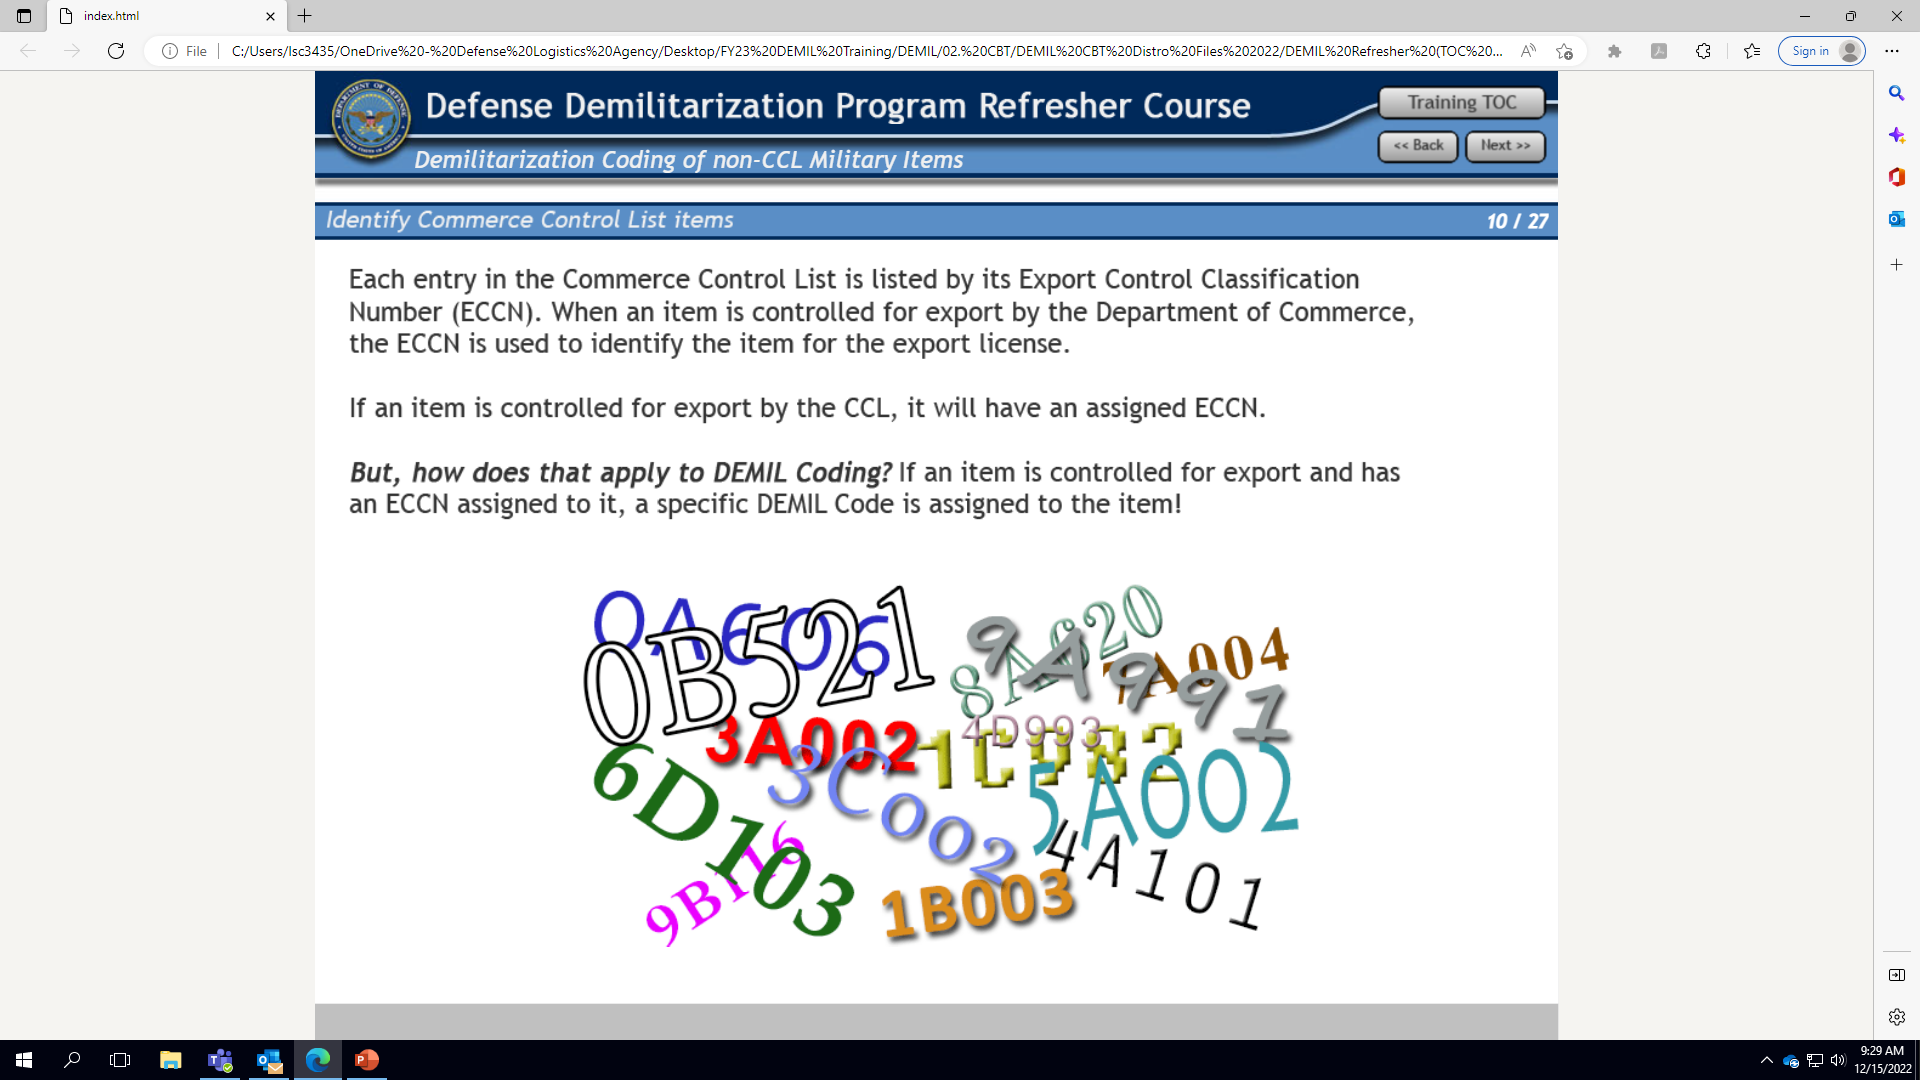 index.html
File
C:/Users/lsc3435/OneDrive%20-%20Defense%20Logistics%20Agency/Desktop/FY23%20DEMIL%20Training/DEMIL/02.%20CBT/DEMIL%20CBT%20Distro%20Files%202022/DEMIL%20Refresher%20(TOC%20...
Sign in
Defense Demilitarization Program Refresher Course
Training TOC
<< Back
Next >>
Demilitarization Coding of non-CCL Military Items
Identify Commerce Control List items
10 / 27
Each entry in the Commerce Control List is listed by its Export Control Classification
Number (ECCN). When an item is controlled for export by the Department of Commerce,
the ECCN is used to identify the item for the export license.
If an item is controlled for export by the CCL, it will have an assigned ECCN.
But, how does that apply to DEMIL Coding? If an item is controlled for export and has
an ECCN assigned to it, a specific DEMIL Code is assigned to the item!
0A606
0B521
8A620
9A991
7A004
3A002
4D993
6D103
3C002
5A002
9B116
1B003
4A101
9:29 AM
12/15/2022